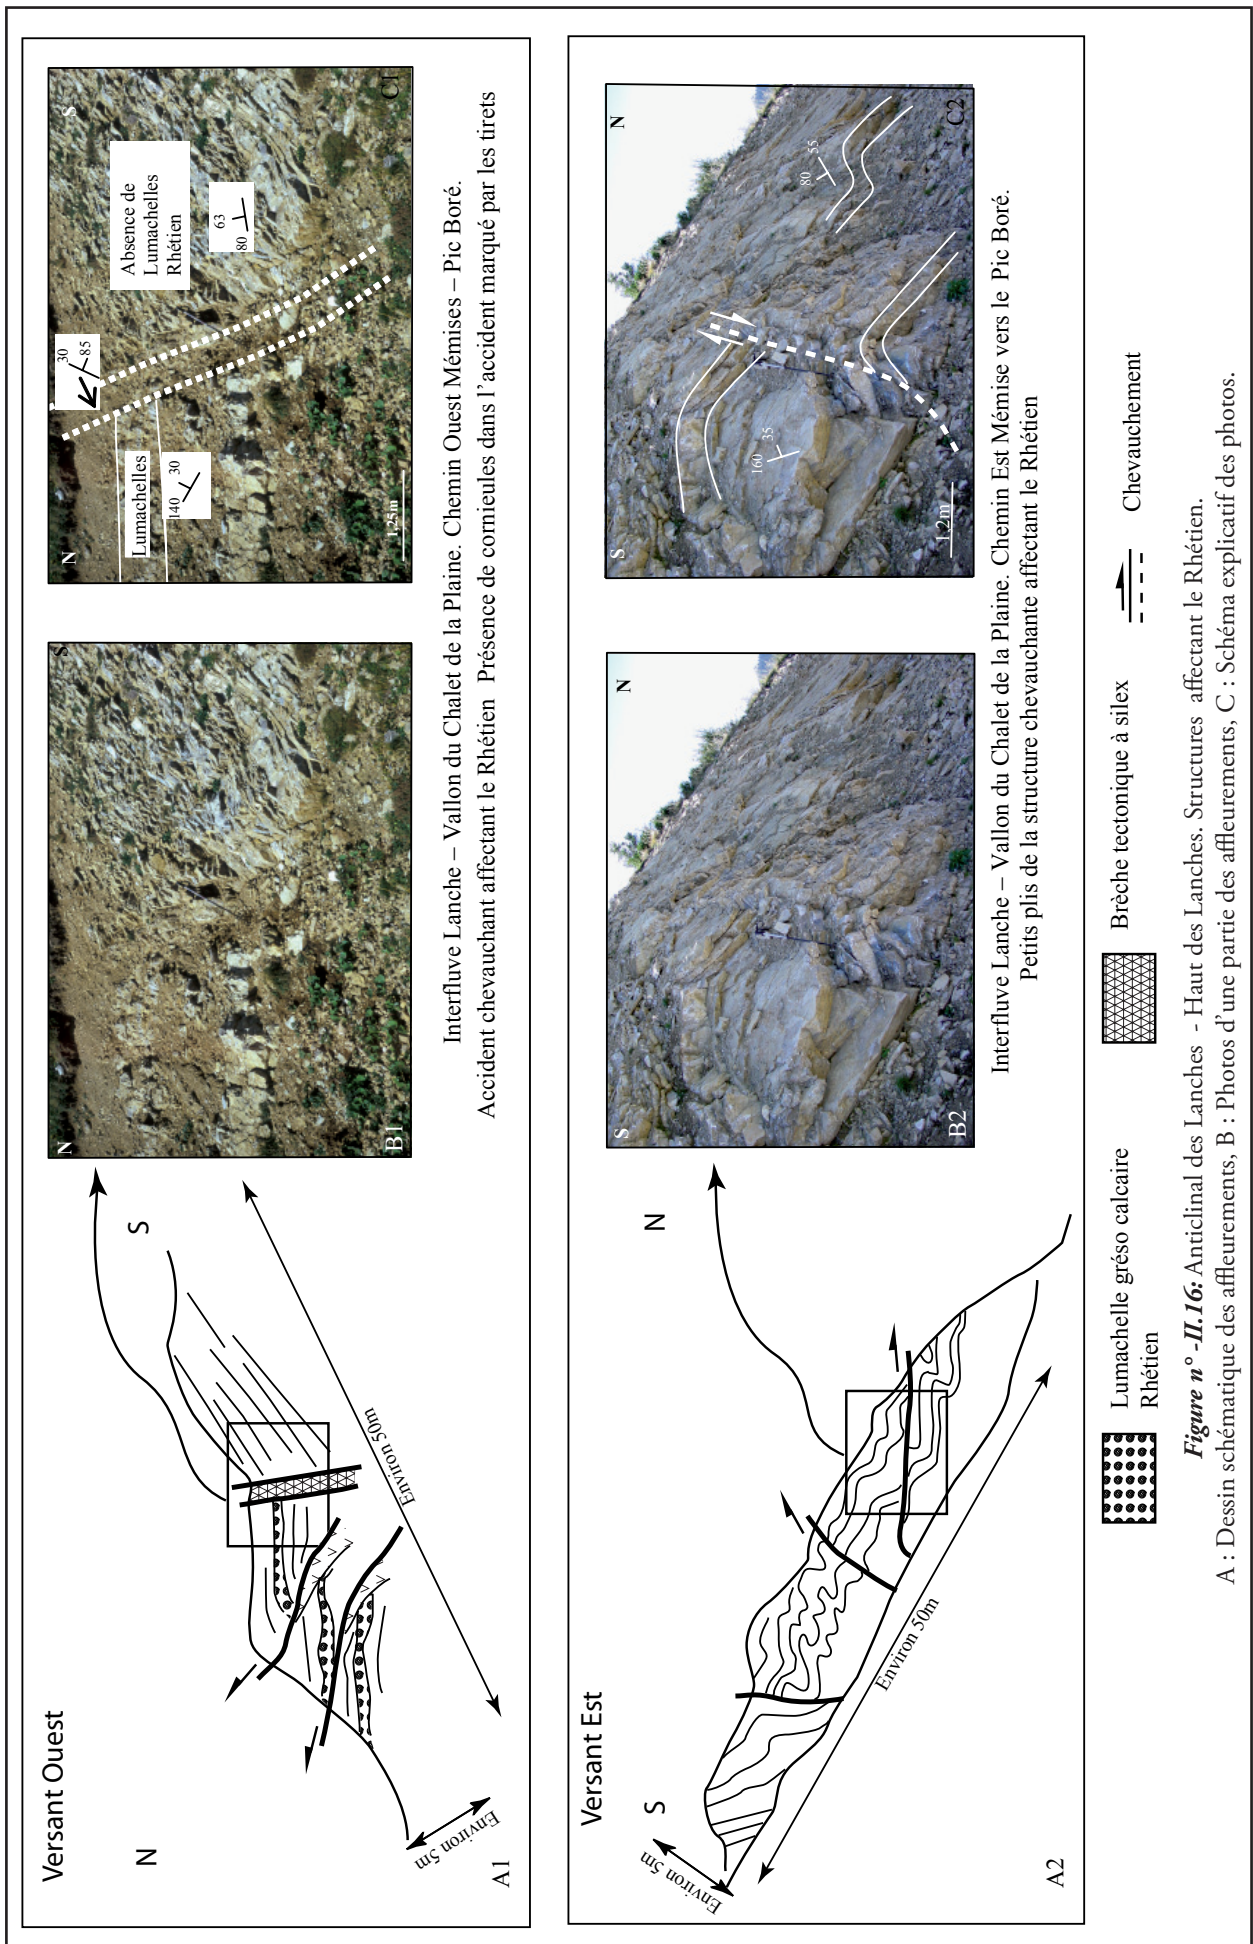 Versant Ouest
N
S
A1
Environ 5m
Environ 50m
N
S
B1
N
S
C1
Lumachelles
140
30
30
85
Absence de
Lumachelles
Rhétien
63
80
1,25m
Interfluve Lanche – Vallon du Chalet de la Plaine. Chemin Ouest Mémises – Pic Boré.
Accident chevauchant affectant le Rhétien Présence de cornieules dans l'accident marqué par les tirets
Versant Est
S
N
A2
Environ 5m
Environ 50m
S
N
B2
S
N
C2
160
35
80
55
1,2m
Interfluve Lanche – Vallon du Chalet de la Plaine. Chemin Est Mémise vers le Pic Boré.
Petits plis de la structure chevauchante affectant le Rhétien
Lumachelle gréso calcaire
Rhétien
Brèche tectonique à silex
Chevauchement
Figure n° -II.16: Anticlinal des Lanches - Haut des Lanches. Structures affectant le Rhétien.
A : Dessin schématique des affleurements, B : Photos d'une partie des affleurements, C : Schéma explicatif des photos.